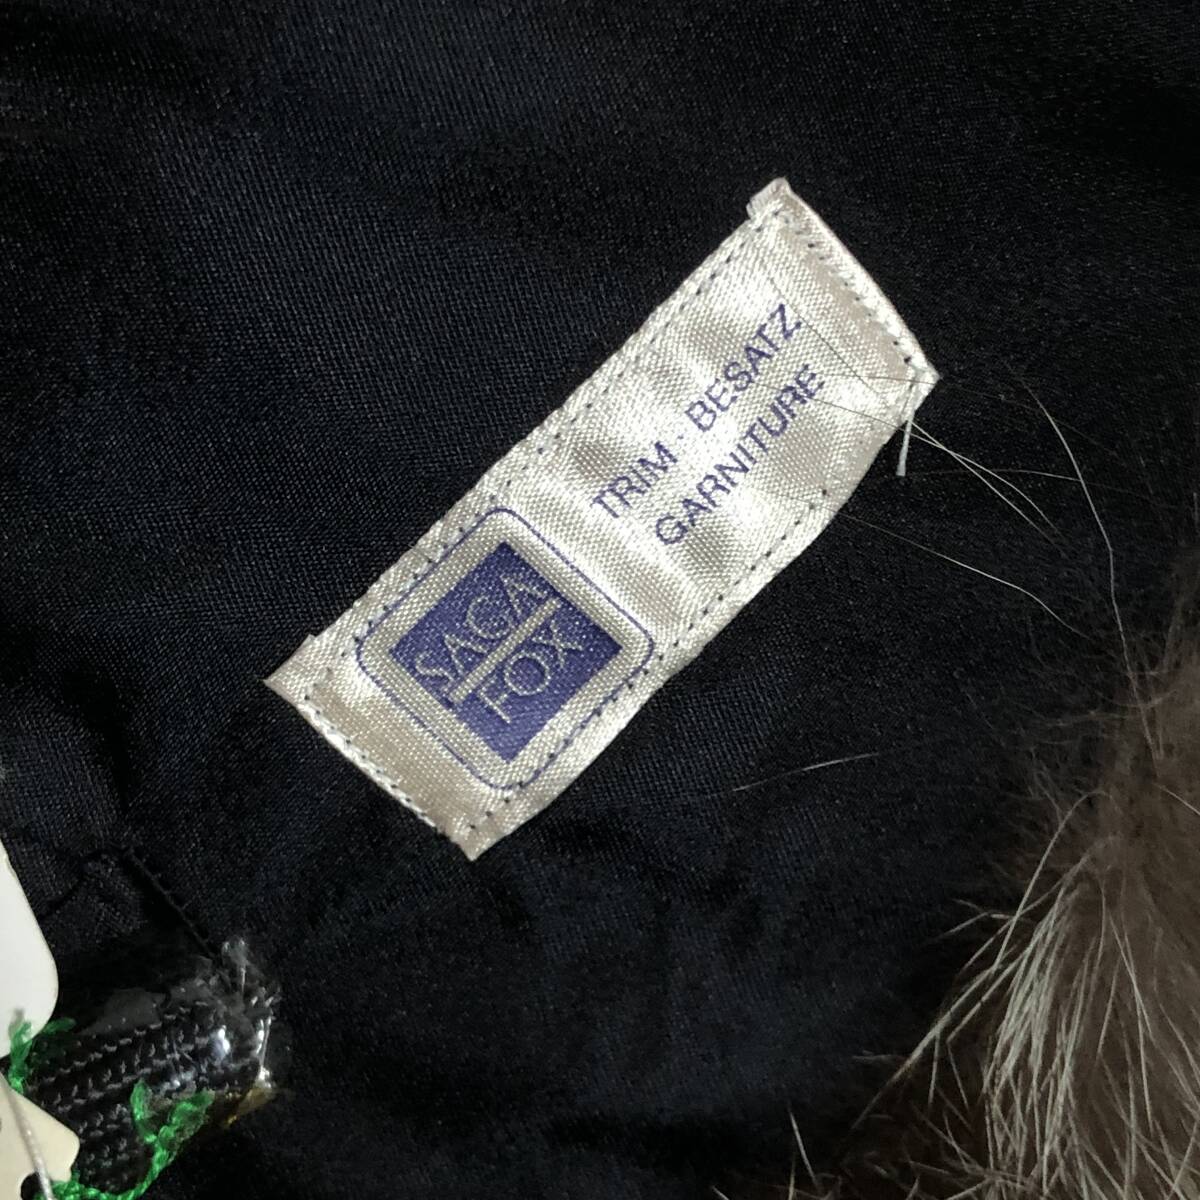 SAGA
FOX
TRIM · BESATZ
GARNITURE